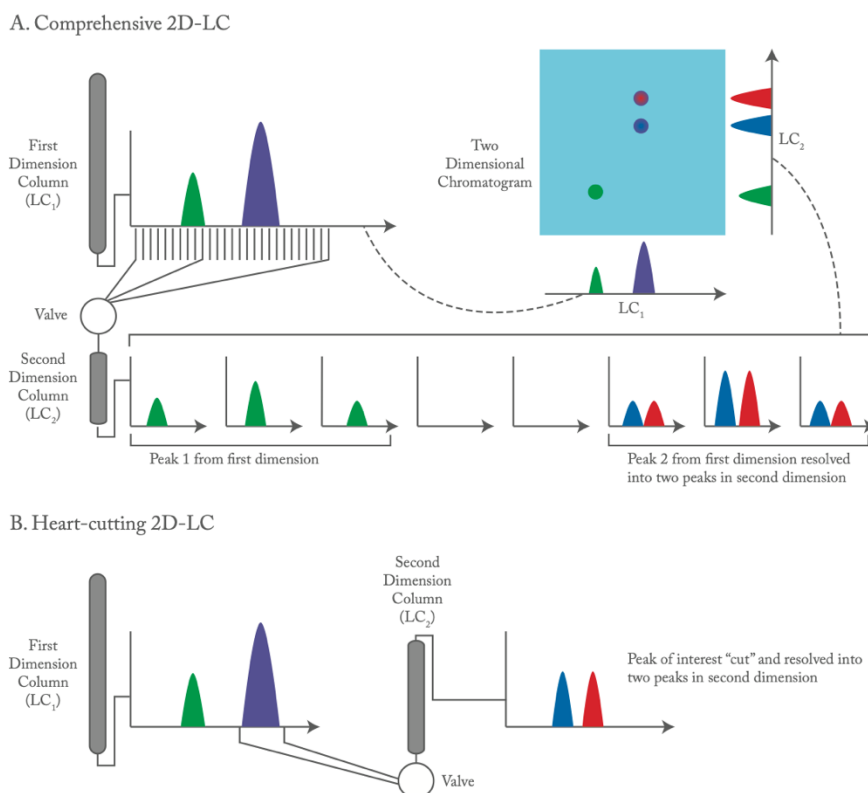 A. Comprehensive 2D-LC
First
Dimension
Column
(LC₁)
Two
Dimensional
Chromatogram
LC₂
LC₁
Valve
Second
Dimension
Column
(LC₂)
Peak 1 from first dimension
Peak 2 from first dimension resolved
into two peaks in second dimension
B. Heart-cutting 2D-LC
First
Dimension
Column
(LC₁)
Second
Dimension
Column
(LC₂)
Peak of interest “cut” and resolved into
two peaks in second dimension
Valve